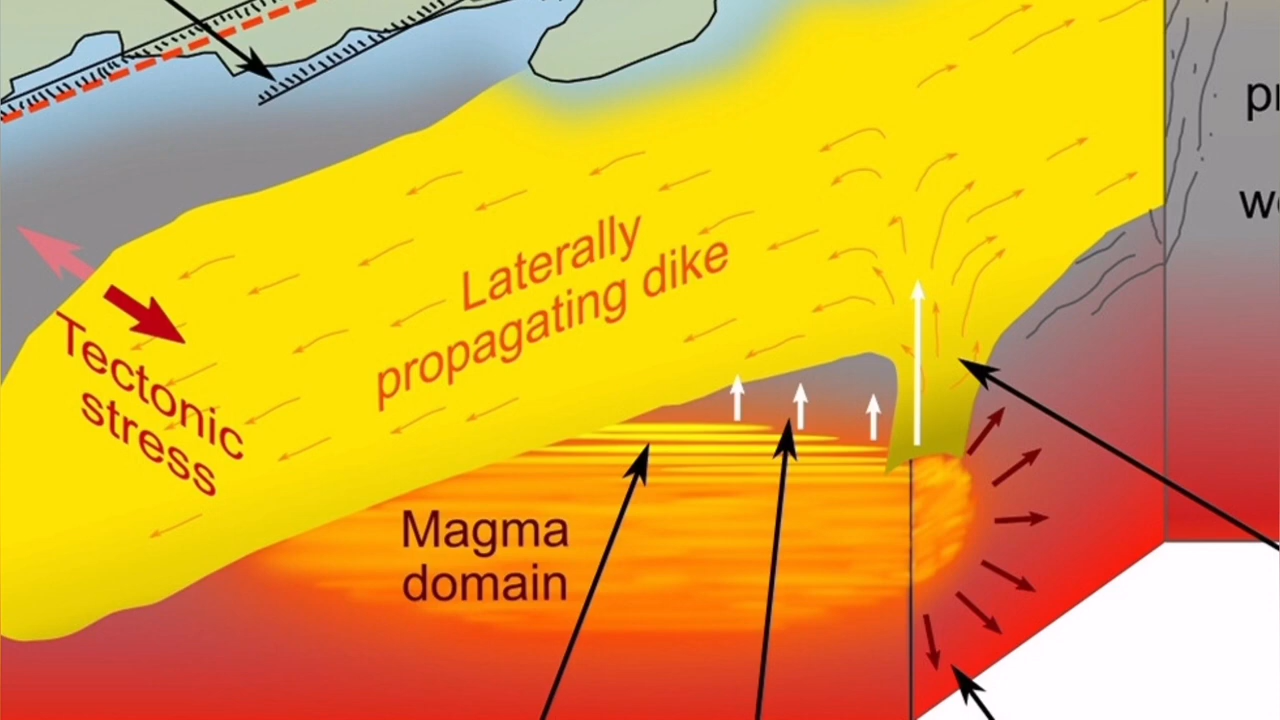 Laterally
propagating dike
Tectonic
stress
Magma
domain